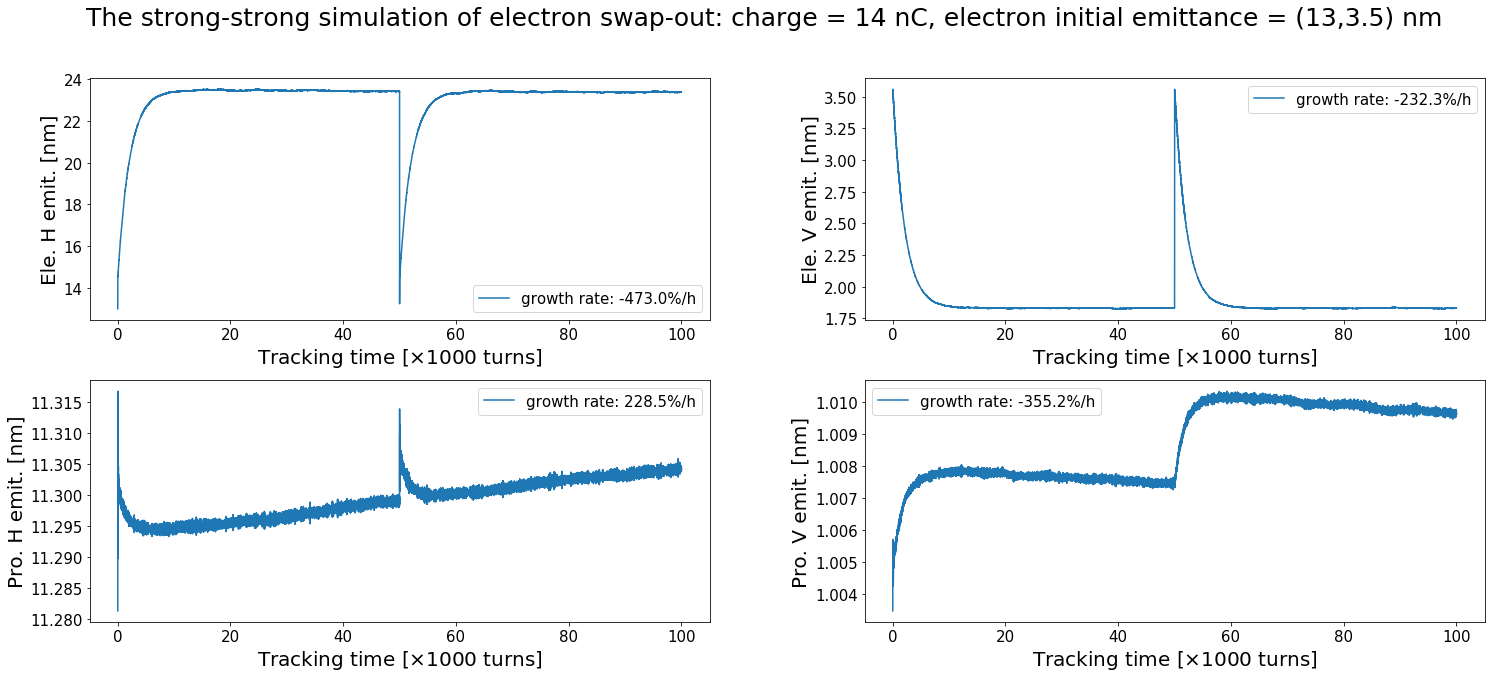 The strong-strong simulation of electron swap-out: charge = 14 nC, electron initial emittance = (13,3.5) nm
Ele. H emit. [nm]
24
22
20
18
16
14
growth rate: -473.0%/h
0 20 40 60 80 100
Tracking time [×1000 turns]
Ele. V emit. [nm]
3.50
3.25
3.00
2.75
2.50
2.25
2.00
1.75
growth rate: -232.3%/h
0 20 40 60 80 100
Tracking time [×1000 turns]
Pro. H emit. [nm]
11.315
11.310
11.305
11.300
11.295
11.290
11.285
11.280
growth rate: 228.5%/h
0 20 40 60 80 100
Tracking time [×1000 turns]
Pro. V emit. [nm]
1.010
1.009
1.008
1.007
1.006
1.005
1.004
growth rate: -355.2%/h
0 20 40 60 80 100
Tracking time [×1000 turns]